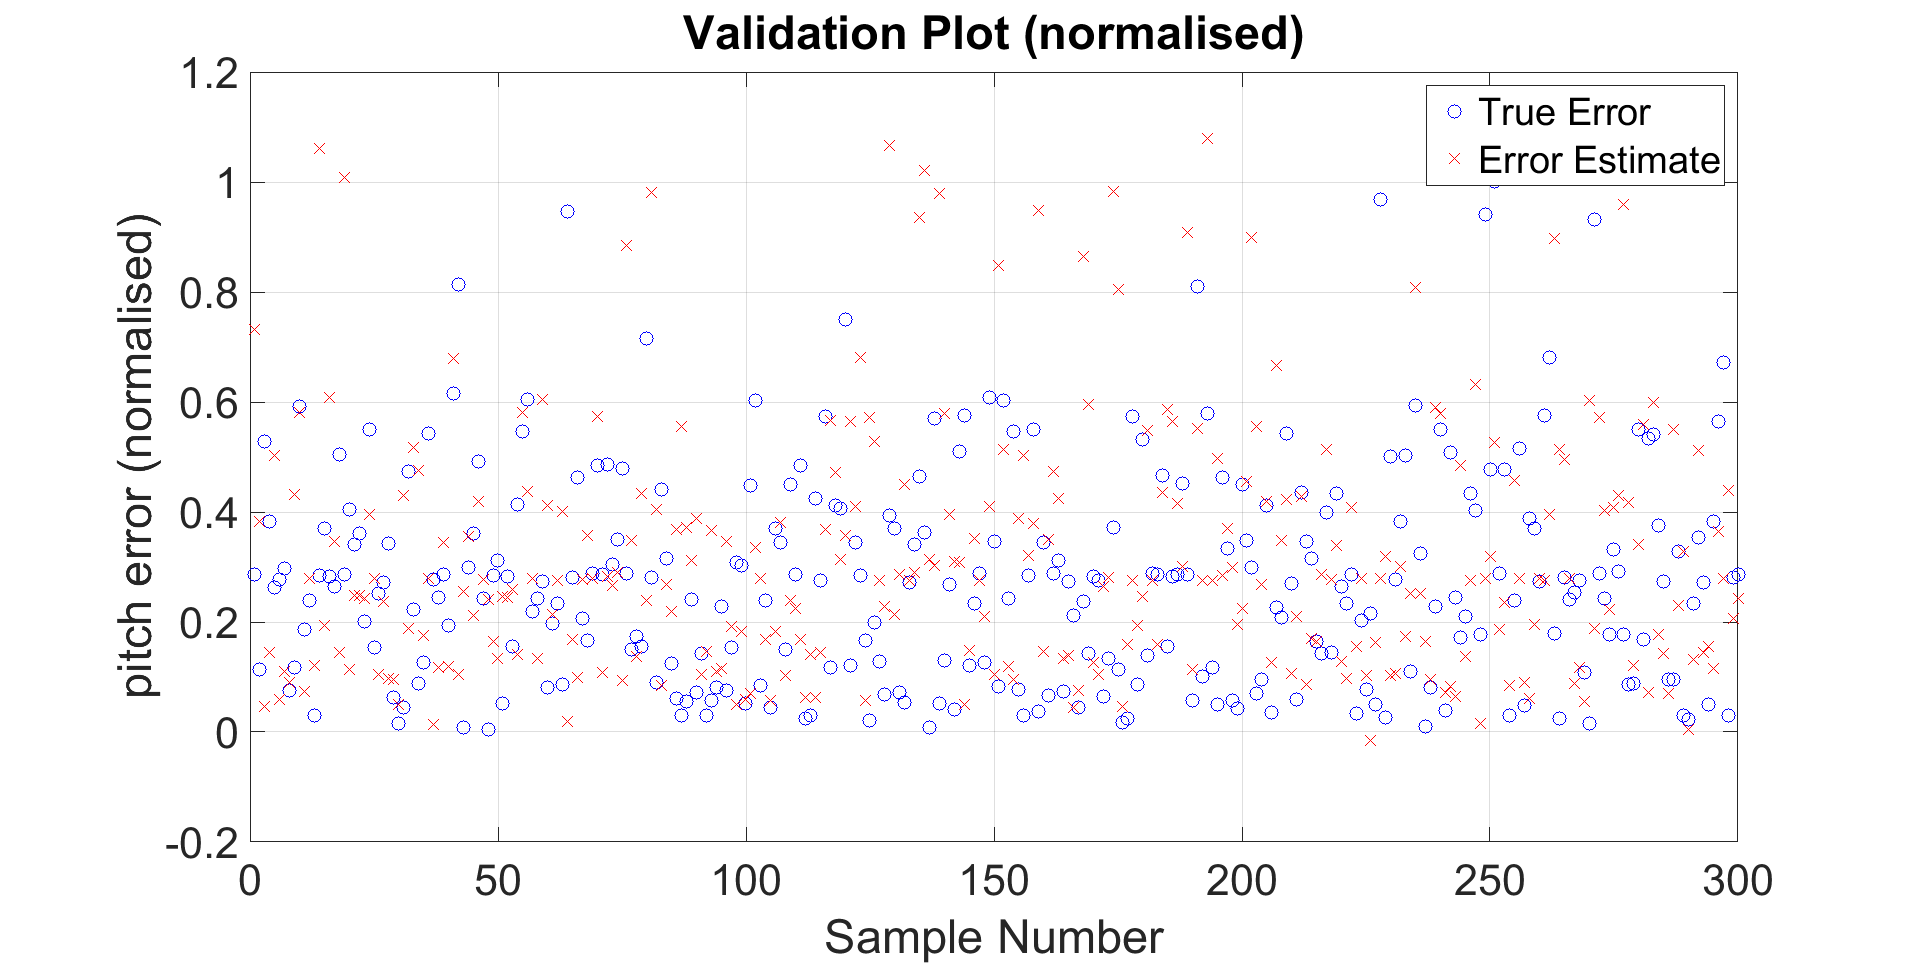 Validation Plot (normalised)
True Error
Error Estimate
pitch error (normalised)
1.2
1
0.8
0.6
0.4
0.2
0
-0.2
0 50 100 150 200 250 300
Sample Number